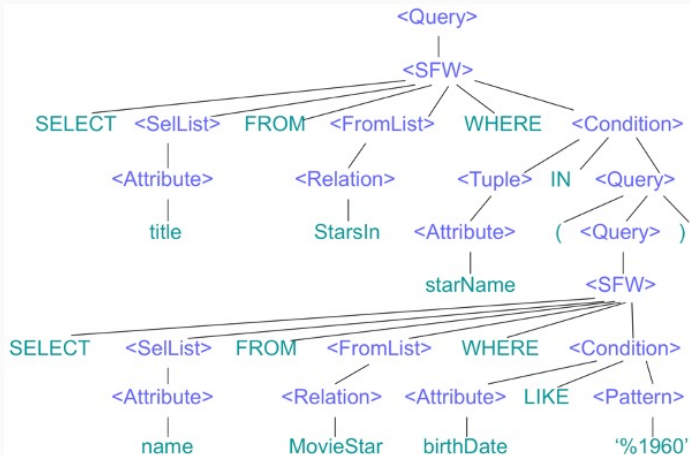 <Query>
<SFW>
SELECT <SelList> FROM <FromList> WHERE <Condition>
<Attribute> <Relation> <Tuple> IN <Query>
title StarsIn <Attribute> ( <Query> )
starName <SFW>
SELECT <SelList> FROM <FromList> WHERE <Condition>
<Attribute> <Relation> <Attribute> LIKE <Pattern>
name MovieStar birthDate ‘%1960’